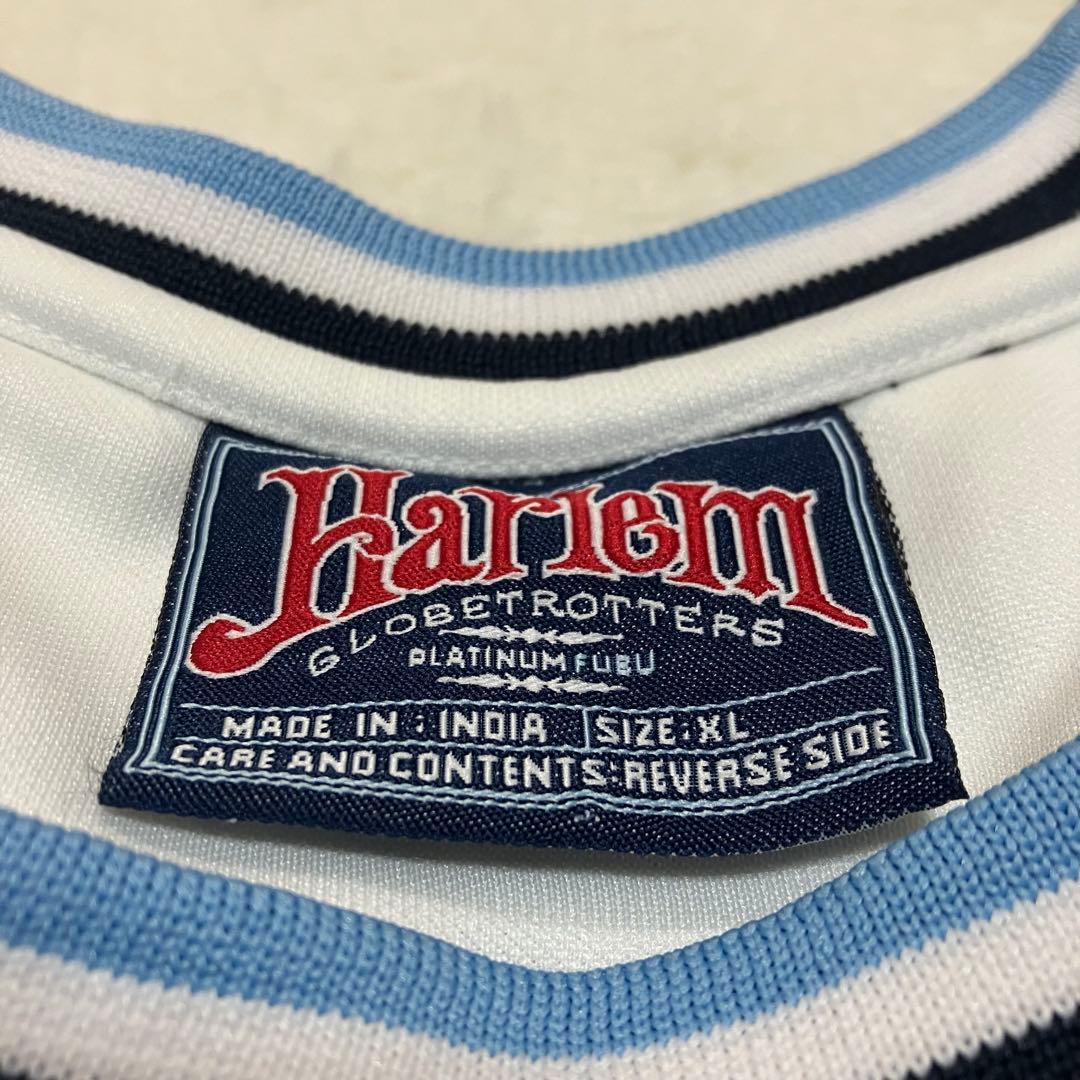 Harlem
GLOBETROTTERS
PLATINUM FUBU
MADE IN : INDIA SIZE: XL
CARE AND CONTENTS: REVERSE SIDE